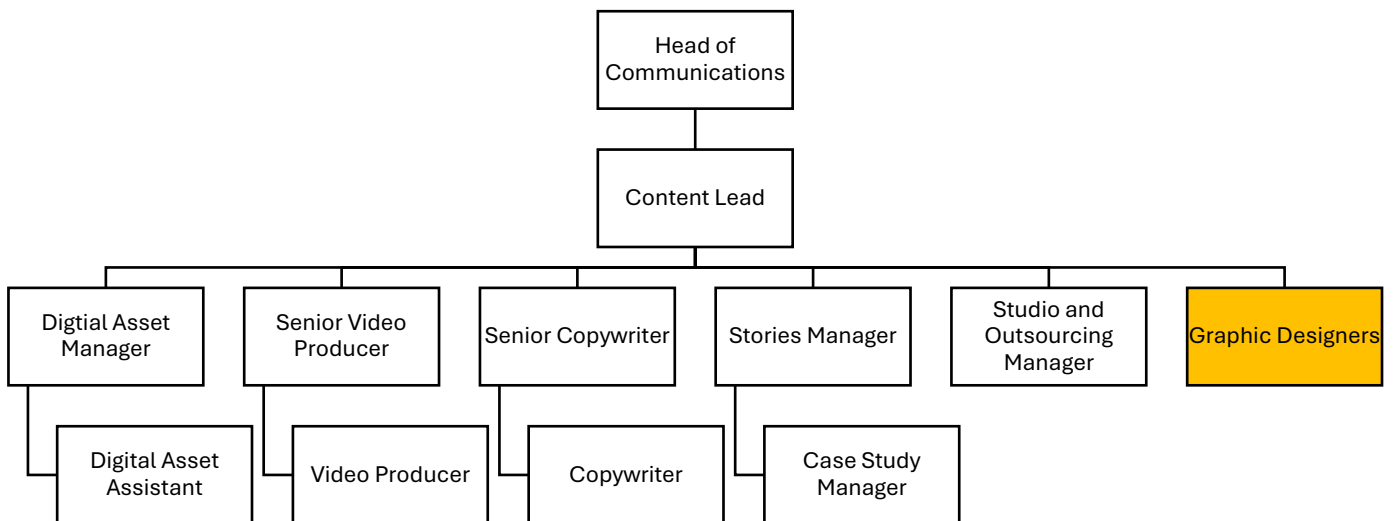 Head of
Communications
Content Lead
Digtial Asset
Manager
Senior Video
Producer
Senior Copywriter
Stories Manager
Studio and
Outsourcing
Manager
Graphic Designers
Digital Asset
Assistant
Video Producer
Copywriter
Case Study
Manager